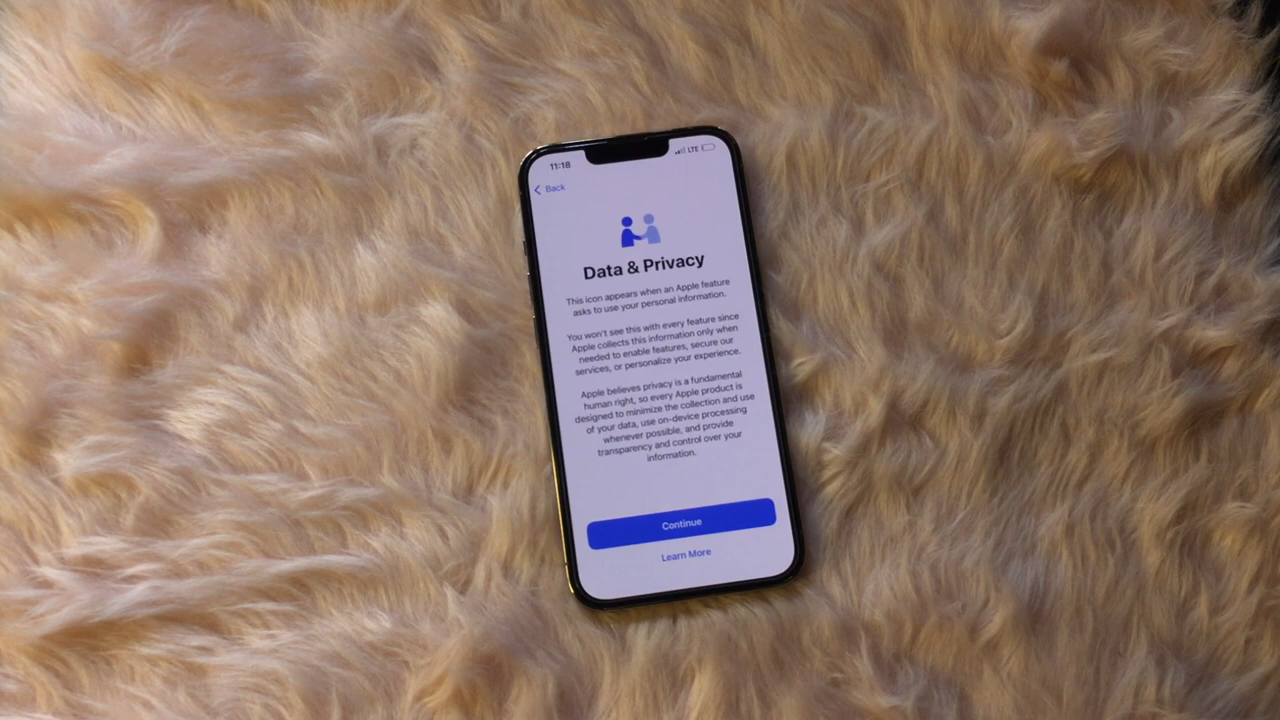 11:18 LTE
Back
Data & Privacy
This icon appears when an Apple feature
asks to use your personal information.
You won't see this with every feature since
Apple collects this information only when
needed to enable features, secure our
services, or personalize your experience.
Apple believes privacy is a fundamental
human right, so every Apple product is
designed to minimize the collection and use
of your data, use on-device processing
whenever possible, and provide
transparency and control over your
information.
Continue
Learn More